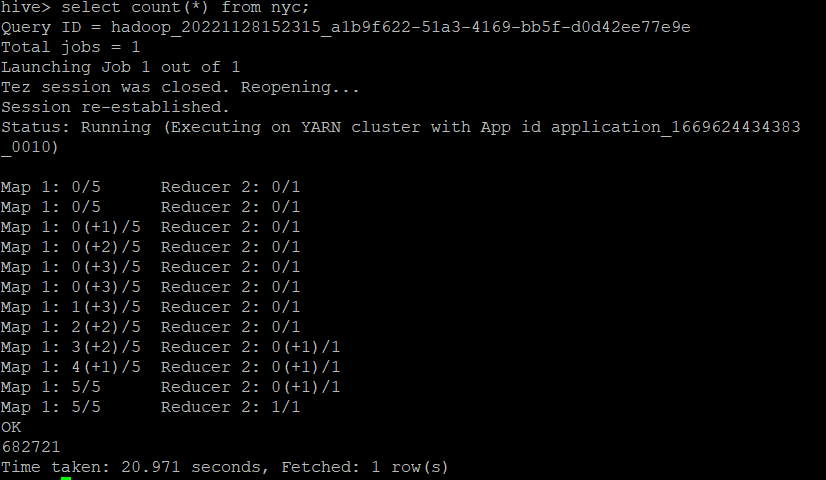 hive> select count(*) from nyc;
Query ID = hadoop_20221128152315_a1b9f622-51a3-4169-bb5f-d0d42ee77e9e
Total jobs = 1
Launching Job 1 out of 1
Tez session was closed. Reopening...
Session re-established.
Status: Running (Executing on YARN cluster with App id application_1669624434383
_0010)

Map 1: 0/5      Reducer 2: 0/1
Map 1: 0/5      Reducer 2: 0/1
Map 1: 0(+1)/5  Reducer 2: 0/1
Map 1: 0(+2)/5  Reducer 2: 0/1
Map 1: 0(+3)/5  Reducer 2: 0/1
Map 1: 0(+3)/5  Reducer 2: 0/1
Map 1: 1(+3)/5  Reducer 2: 0/1
Map 1: 2(+2)/5  Reducer 2: 0/1
Map 1: 3(+2)/5  Reducer 2: 0(+1)/1
Map 1: 4(+1)/5  Reducer 2: 0(+1)/1
Map 1: 5/5      Reducer 2: 0(+1)/1
Map 1: 5/5      Reducer 2: 1/1
OK
682721
Time taken: 20.971 seconds, Fetched: 1 row(s)